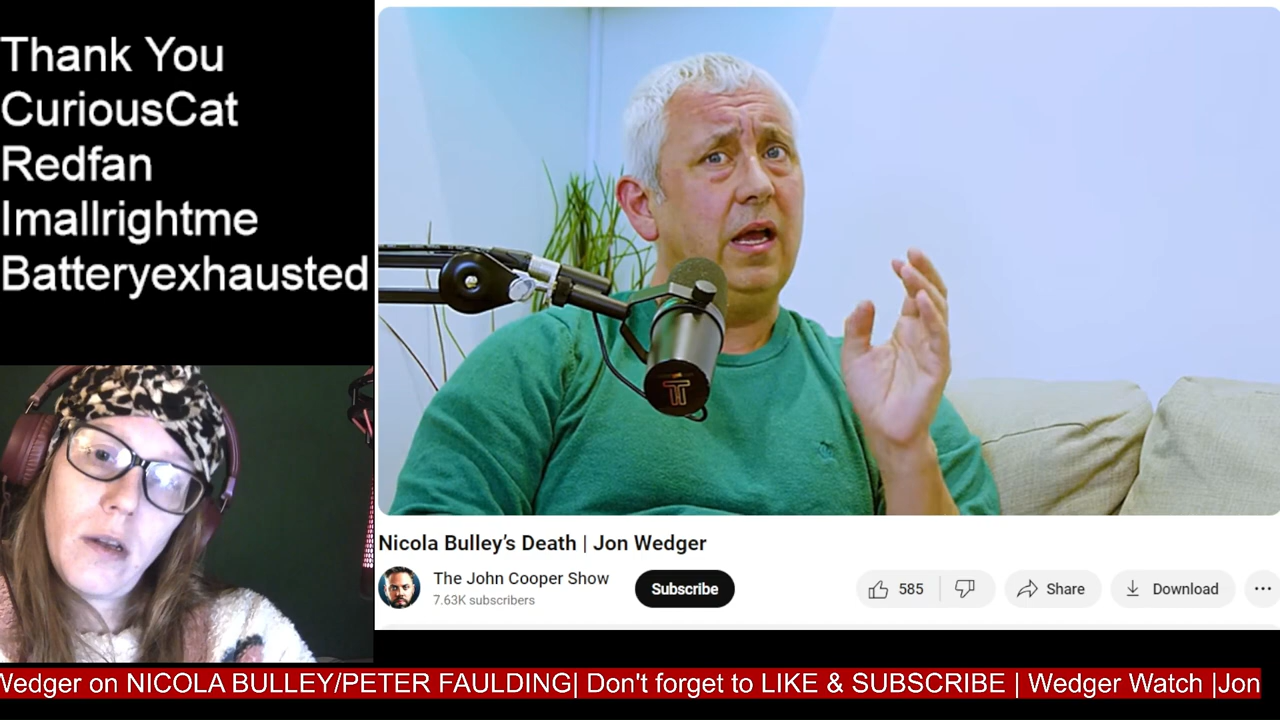 Thank You
CuriousCat
Redfan
Imallrightme
Batteryexhausted
Nicola Bulley's Death | Jon Wedger
The John Cooper Show
7.63K subscribers
Subscribe
585
Share
Download
Wedger on NICOLA BULLEY/PETER FAULDING| Don't forget to LIKE & SUBSCRIBE | Wedger Watch |Jon